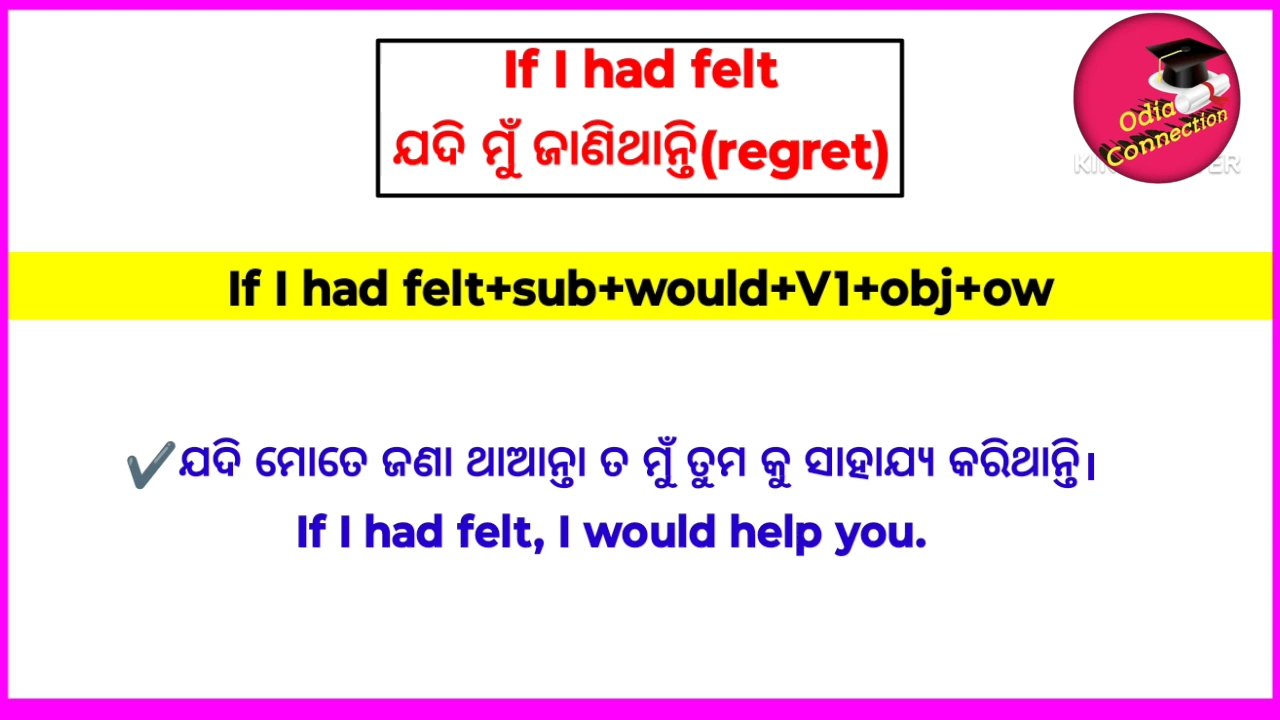 If I had felt
ଯଦି ମୁଁ ଜାଣିଥାନ୍ତି(regret)
Odia
Connection
If I had felt+sub+would+V1+obj+ow
✔ଯଦି ମୋତେ ଜଣା ଥାଆନ୍ତା ତ ମୁଁ ତୁମ କୁ ସାହାଯ୍ୟ କରିଥାନ୍ତି।
If I had felt, I would help you.